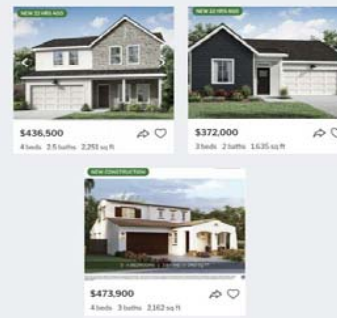 NEW 22 HRS AGO
NEW 22 HRS AGO
$436,500
4 beds 2.5 baths 2,251 sq ft
$372,000
3 beds 2 baths 1,635 sq ft
NEW CONSTRUCTION
$473,900
4 beds 3 baths 2,162 sq ft